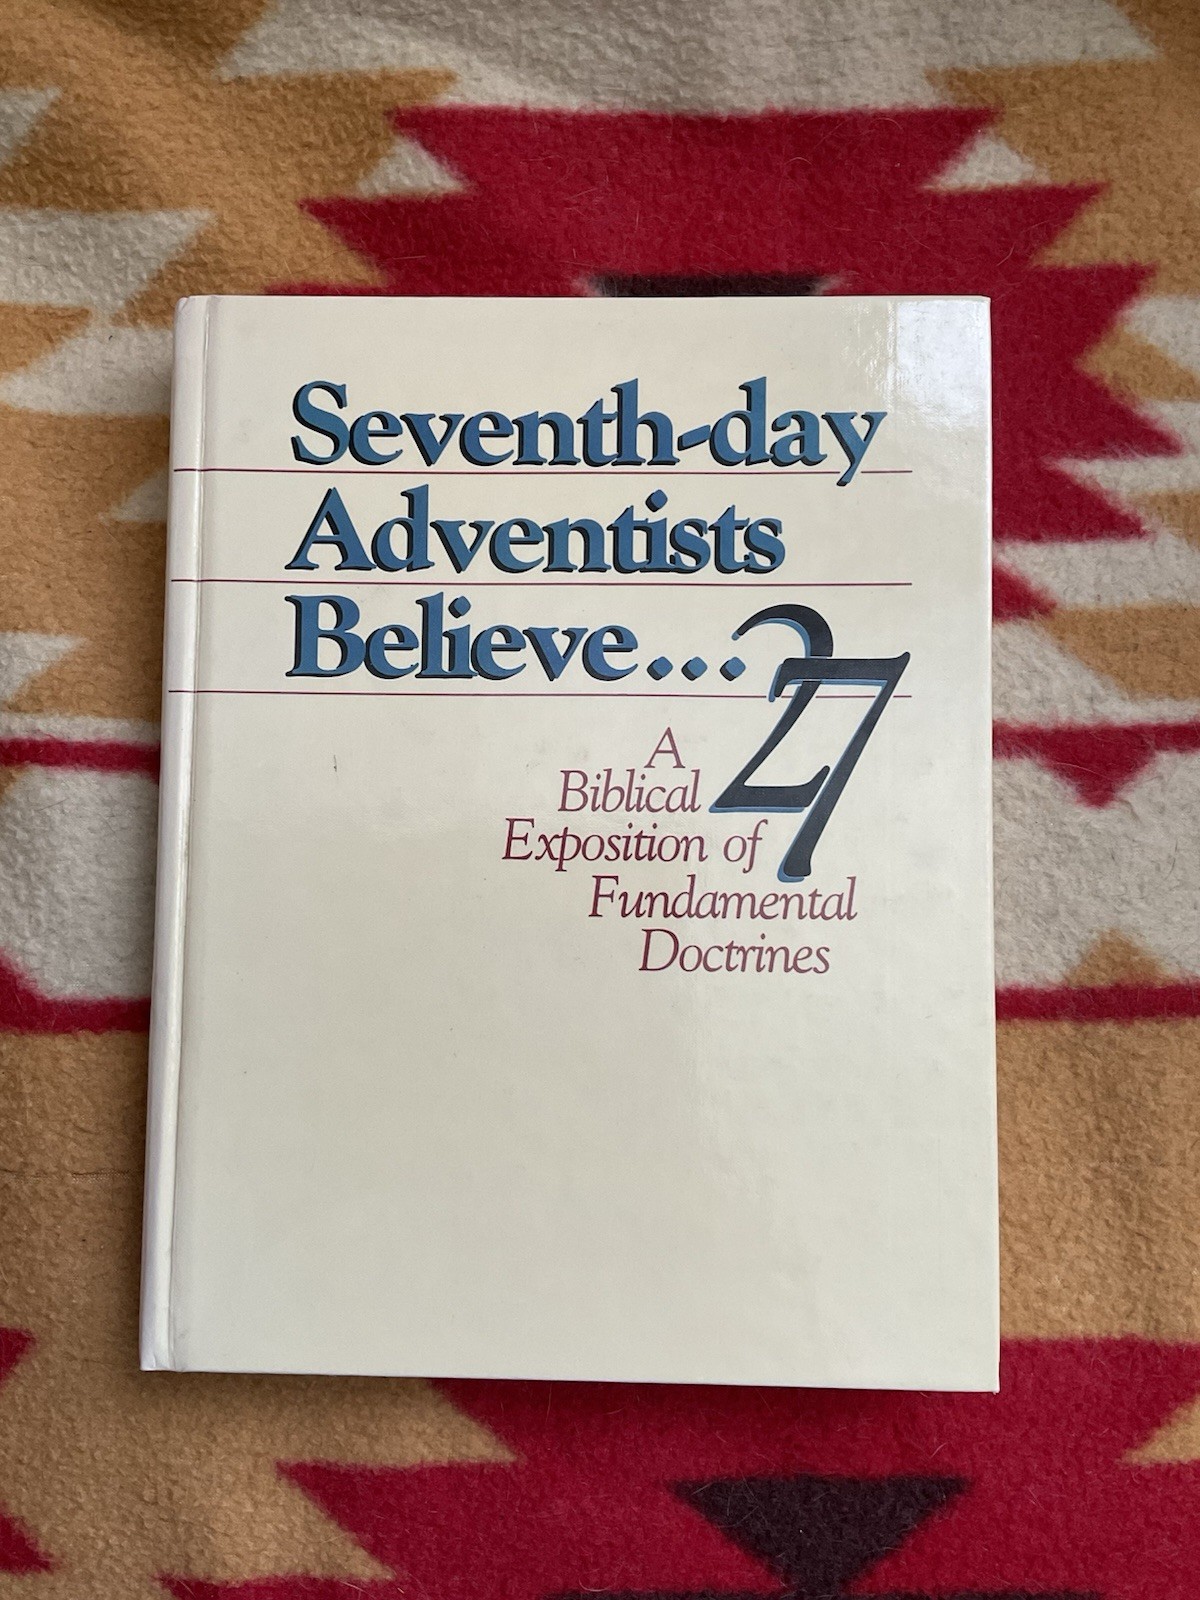 Seventh-day
Adventists
Believe...
27
A
Biblical
Exposition of
Fundamental
Doctrines